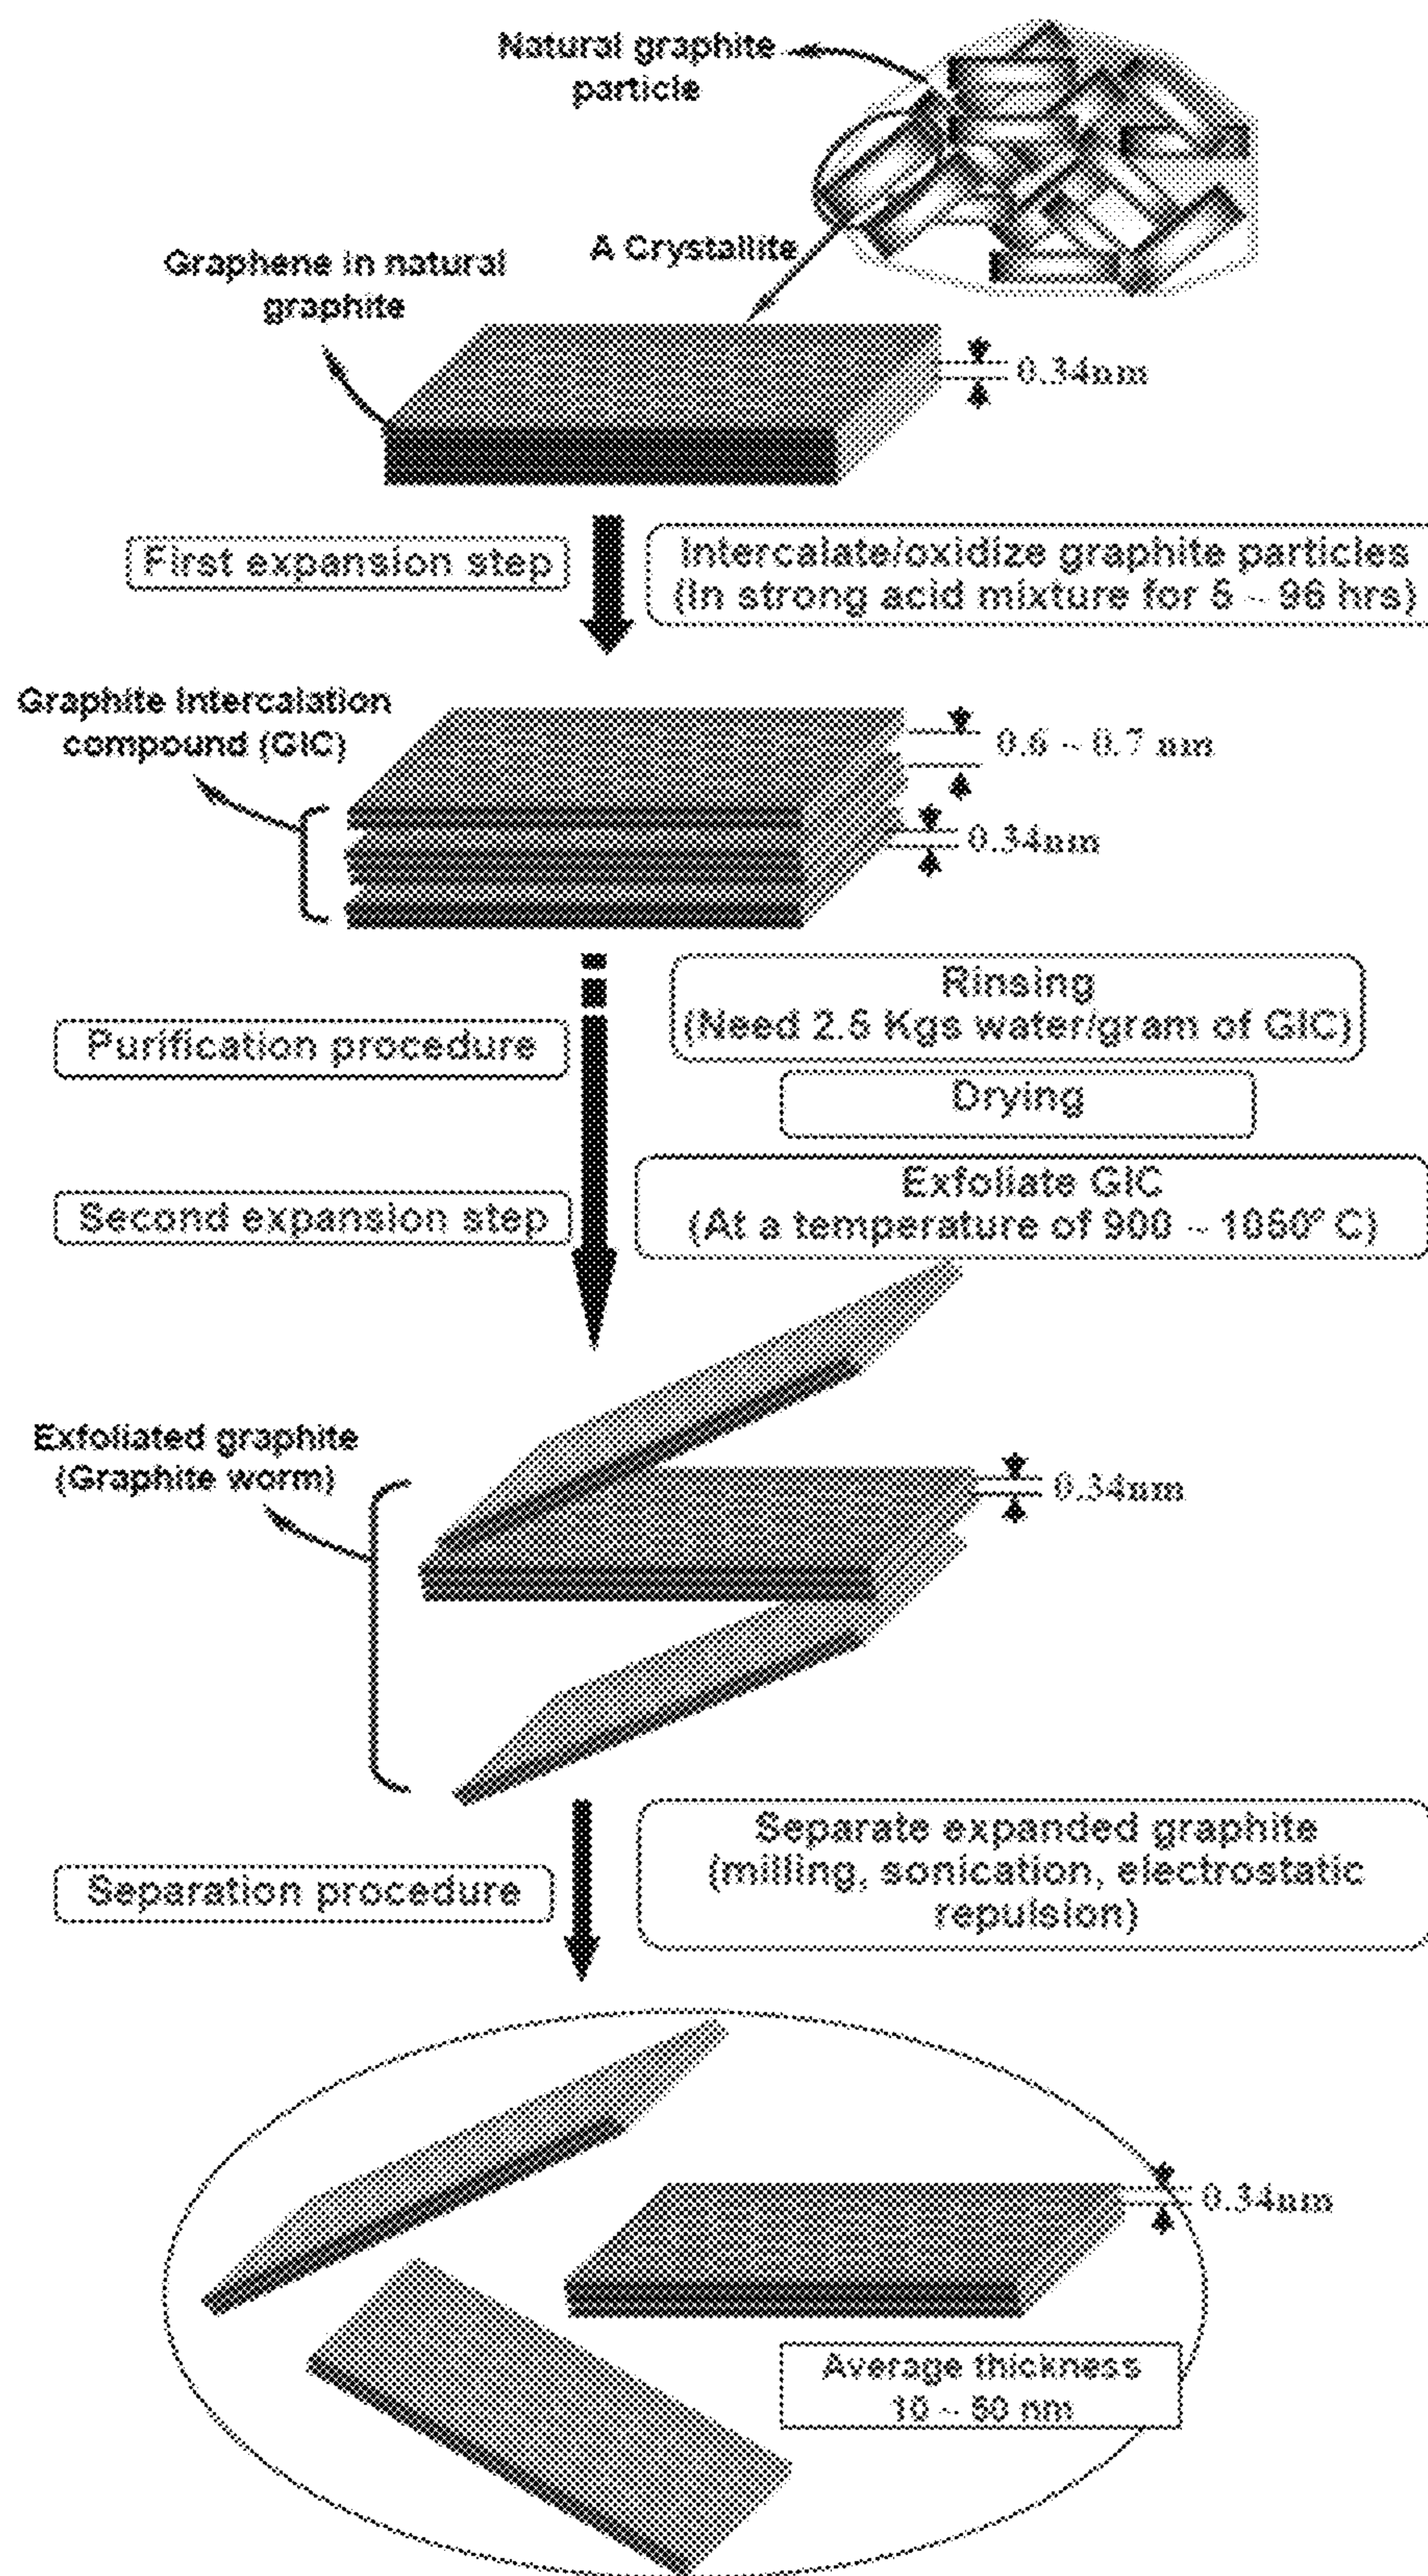 Natural graphite
particle
A Crystallite
Graphene in natural
graphite
0.34nm
First expansion step
Intercalate/oxidize graphite particles
(In strong acid mixture for 5 ~ 96 hrs)
Graphite Intercalation
compound (GIC)
0.6 ~ 0.7 nm
0.34nm
Rinsing
(Need 2.5 Kgs water/gram of GIC)
Purification procedure
Drying
Exfoliate GIC
(At a temperature of 900 ~ 1050° C)
Second expansion step
Exfoliated graphite
(Graphite worm)
0.34nm
Separate expanded graphite
(milling, sonication, electrostatic
repulsion)
Separation procedure
0.34nm
Average thickness
10 ~ 50 nm